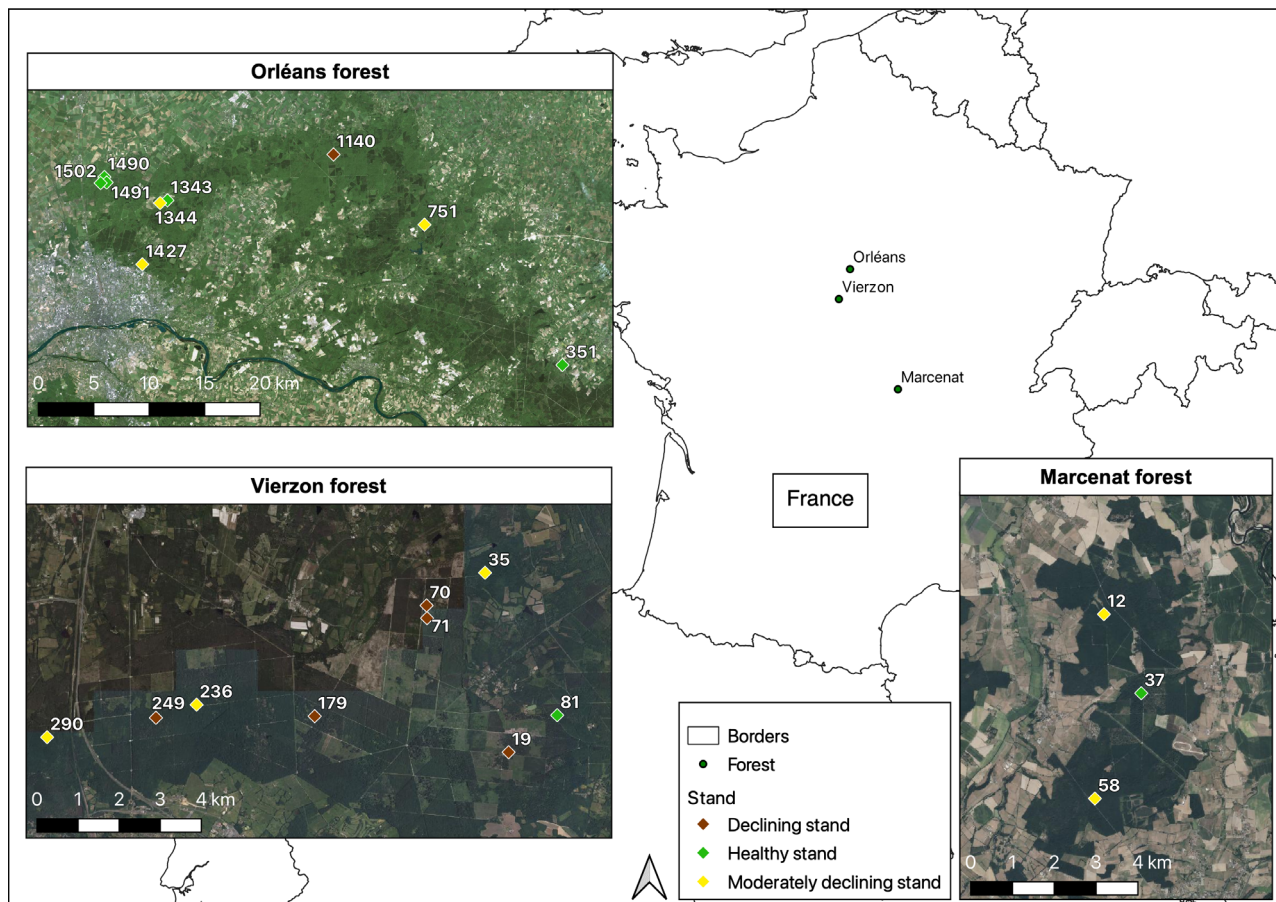 Orléans forest
1140
1502
1490
1491
1343
1344
751
1427
351
0 5 10 15 20 km
Orléans
Vierzon
Marcenat
France
Vierzon forest
35
70
71
249
236
179
81
290
19
0 1 2 3 4 km
Marcenat forest
12
37
58
0 1 2 3 4 km
Borders
Forest
Stand
Declining stand
Healthy stand
Moderately declining stand